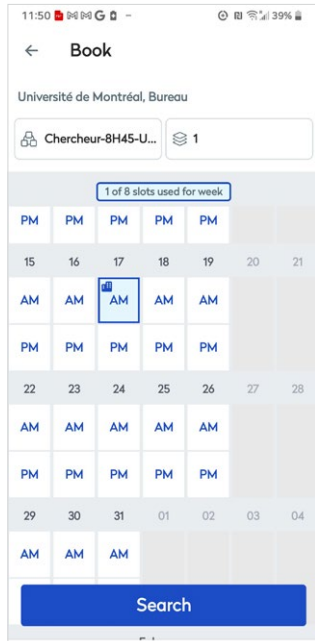 11:50 G - 39%
Book
Université de Montréal, Bureau
Chercheur-8H45-U... 1
1 of 8 slots used for week
PM PM PM PM PM
15 16 17 18 19 20 21
AM AM AM AM AM
PM PM PM PM PM
22 23 24 25 26 27 28
AM AM AM AM AM
PM PM PM PM PM
29 30 31 01 02 03 04
AM AM AM
Search